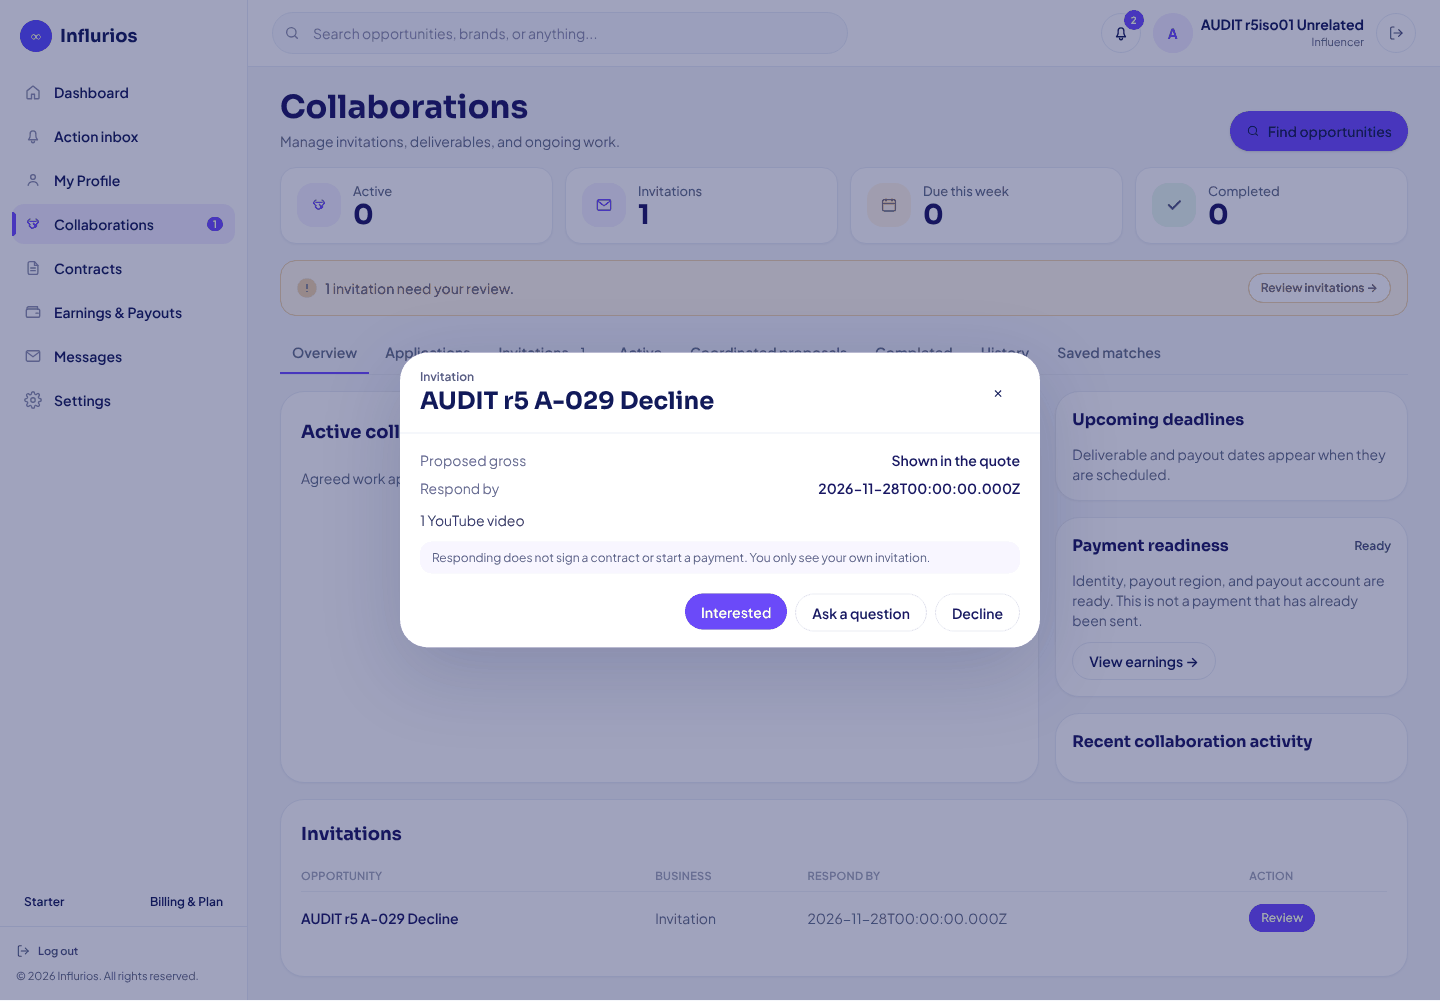 Influrios
Search opportunities, brands, or anything...
2
A
AUDIT r5iso01 Unrelated
Influencer
Dashboard
Action inbox
My Profile
Collaborations 1
Contracts
Earnings & Payouts
Messages
Settings
Starter
Billing & Plan
Log out
© 2026 Influrios. All rights reserved.
Collaborations
Manage invitations, deliverables, and ongoing work.
Find opportunities
Active
0
Invitations
1
Due this week
0
Completed
0
! 1 invitation need your review.
Review invitations →
Overview Applications Invitations 1 Active Coordinated proposals Completed History Saved matches
Invitation
AUDIT r5 A-029 Decline
×
Proposed gross Shown in the quote
Respond by 2026-11-28T00:00:00.000Z
1 YouTube video
Responding does not sign a contract or start a payment. You only see your own invitation.
Interested Ask a question Decline
Active coll
Agreed work ap
Upcoming deadlines
Deliverable and payout dates appear when they
are scheduled.
Payment readiness Ready
Identity, payout region, and payout account are
ready. This is not a payment that has already
been sent.
View earnings →
Recent collaboration activity
Invitations
OPPORTUNITY BUSINESS RESPOND BY ACTION
AUDIT r5 A-029 Decline Invitation 2026-11-28T00:00:00.000Z Review